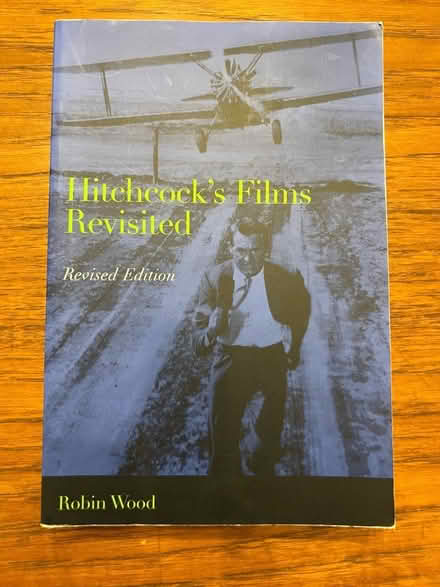 Hitchcock's Films
Revisited
Revised Edition
Robin Wood